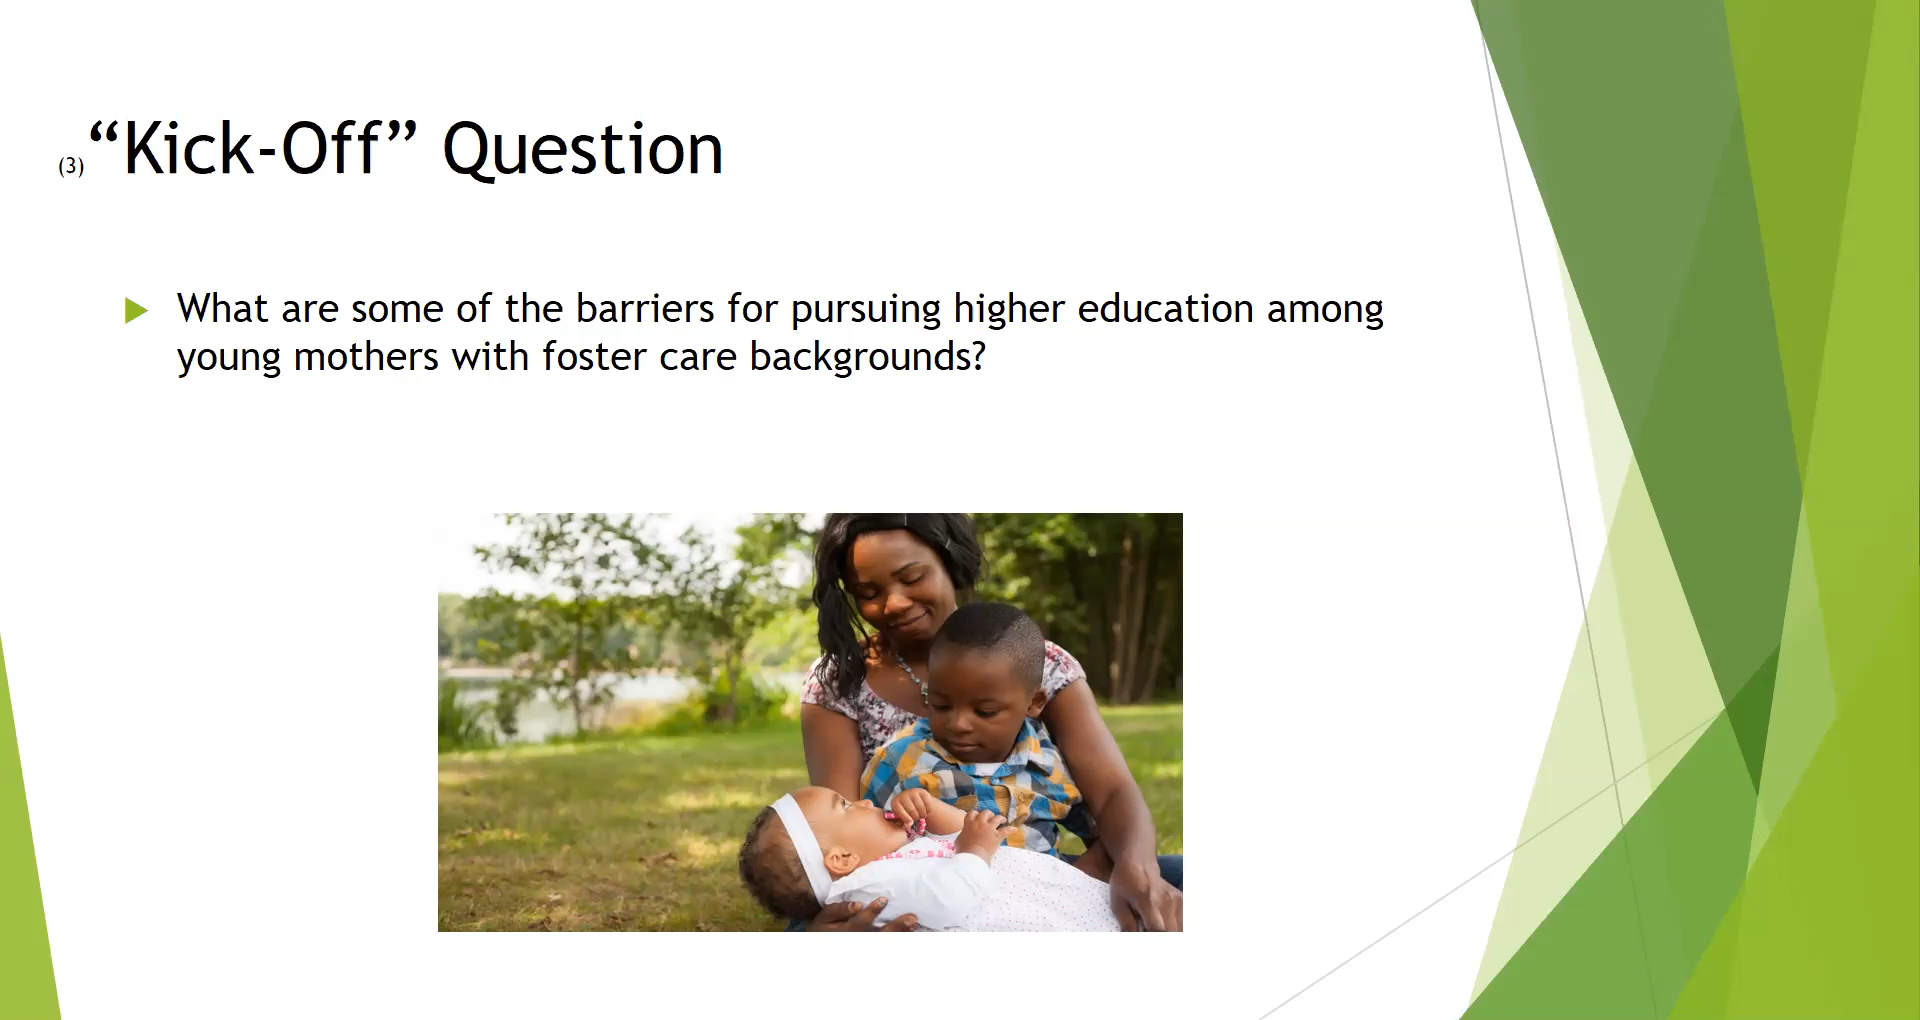 (3) “Kick-Off” Question
What are some of the barriers for pursuing higher education among
young mothers with foster care backgrounds?